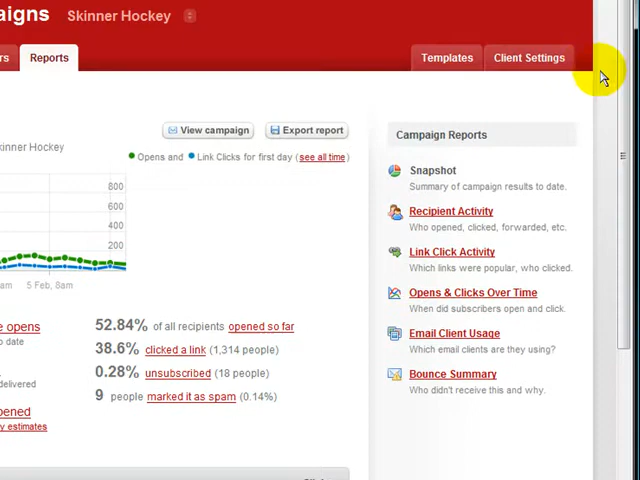 aigns Skinner Hockey
rs Reports Templates Client Settings
View campaign Export report
kinner Hockey
Opens and Link Clicks for first day (see all time)
800
600
400
200
am 5 Feb, 8am
e opens
o date
delivered
ened
y estimates
52.84% of all recipients opened so far
38.6% clicked a link (1,314 people)
0.28% unsubscribed (18 people)
9 people marked it as spam (0.14%)
Campaign Reports
Snapshot
Summary of campaign results to date.
Recipient Activity
Who opened, clicked, forwarded, etc.
Link Click Activity
Which links were popular, who clicked.
Opens & Clicks Over Time
When did subscribers open and click.
Email Client Usage
Which email clients are they using?
Bounce Summary
Who didn't receive this and why.